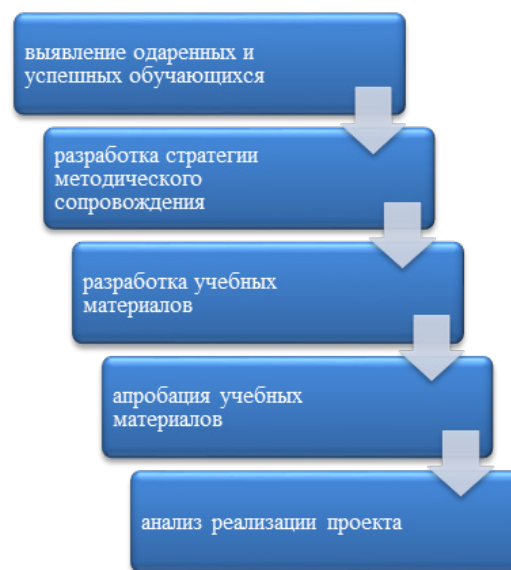 выявление одаренных и
успешных обучающихся
разработка стратегии
методического
сопровождения
разработка учебных
материалов
апробация учебных
материалов
анализ реализации проекта